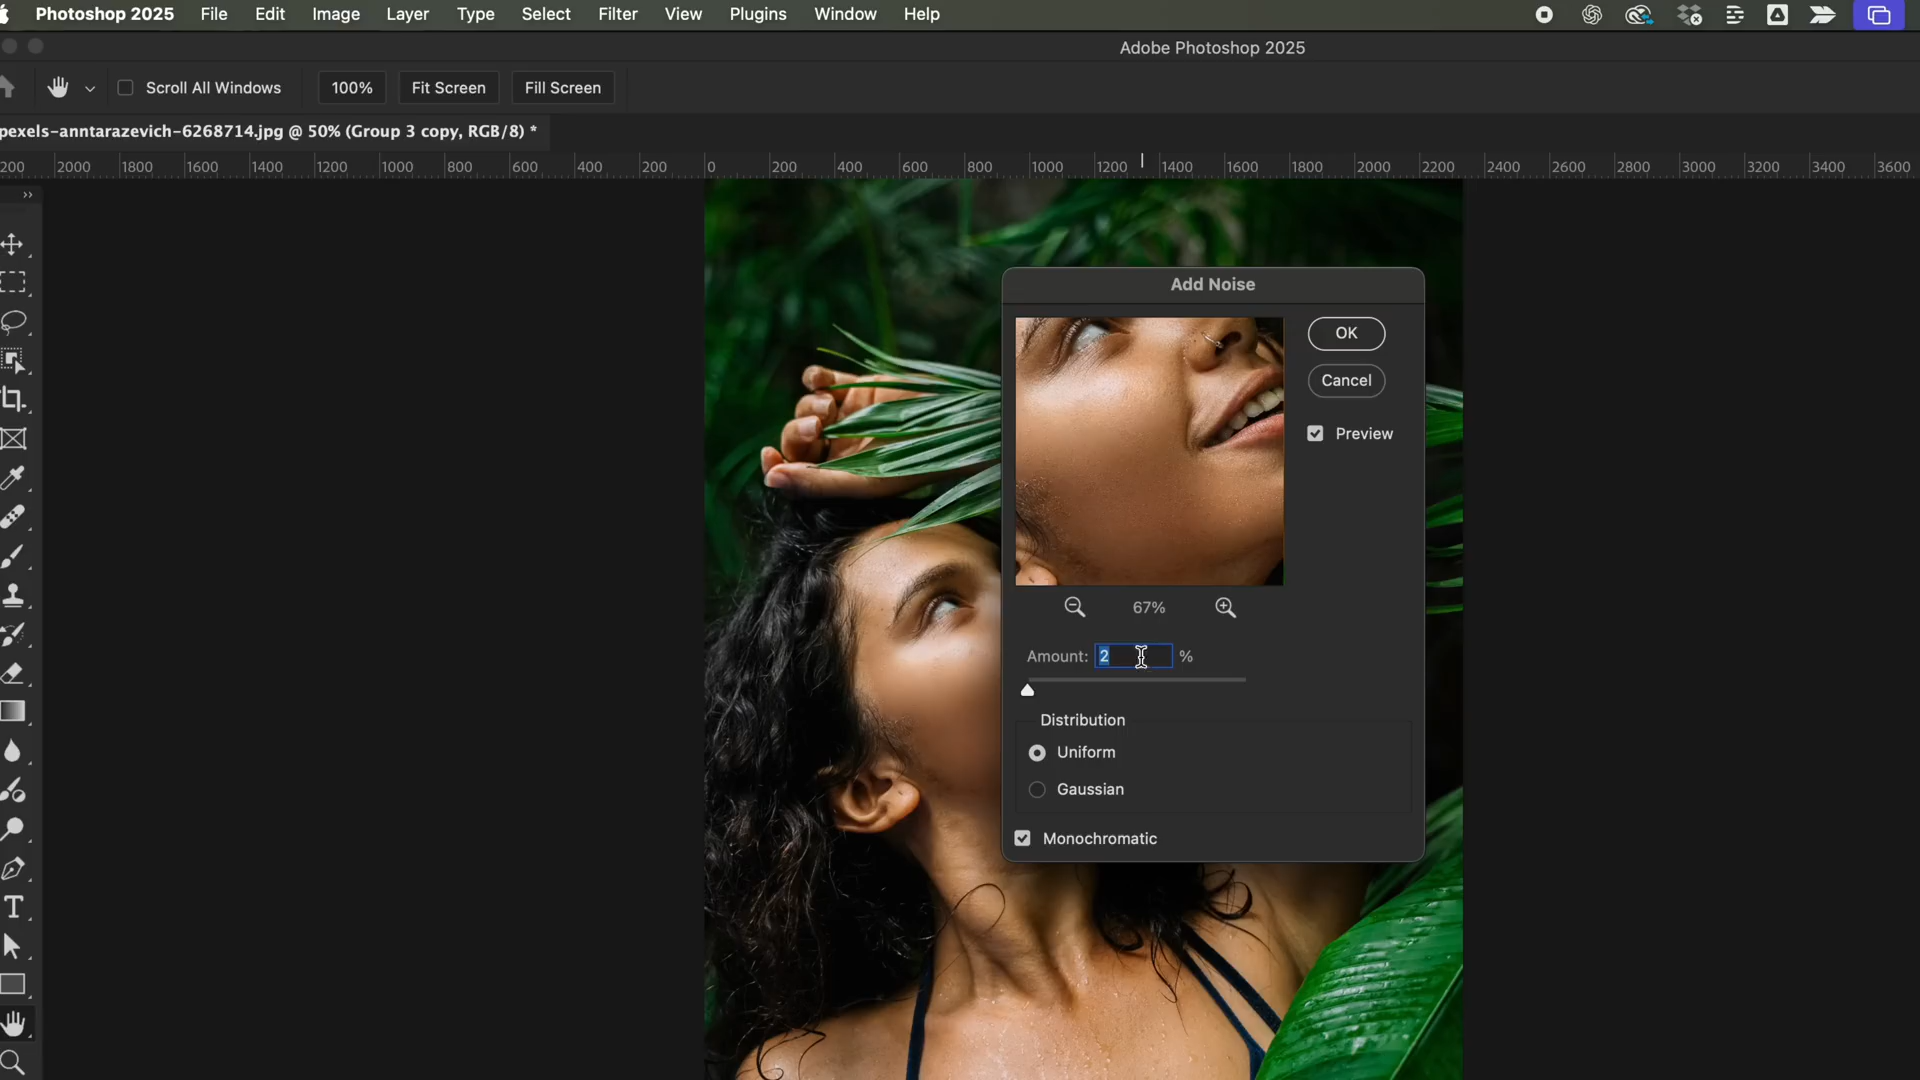 Photoshop 2025 File Edit Image Layer Type Select Filter View Plugins Window Help
Adobe Photoshop 2025
Scroll All Windows 100% Fit Screen Fill Screen
pexels-anntarazevich-6268714.jpg @ 50% (Group 3 copy, RGB/8) *
200 2000 1800 1600 1400 1200 1000 800 600 400 200 0 200 400 600 800 1000 1200 1400 1600 1800 2000 2200 2400 2600 2800 3000 3200 3400 3600
Add Noise
OK
Cancel
Preview
67%
Amount: 2 %
Distribution
Uniform
Gaussian
Monochromatic